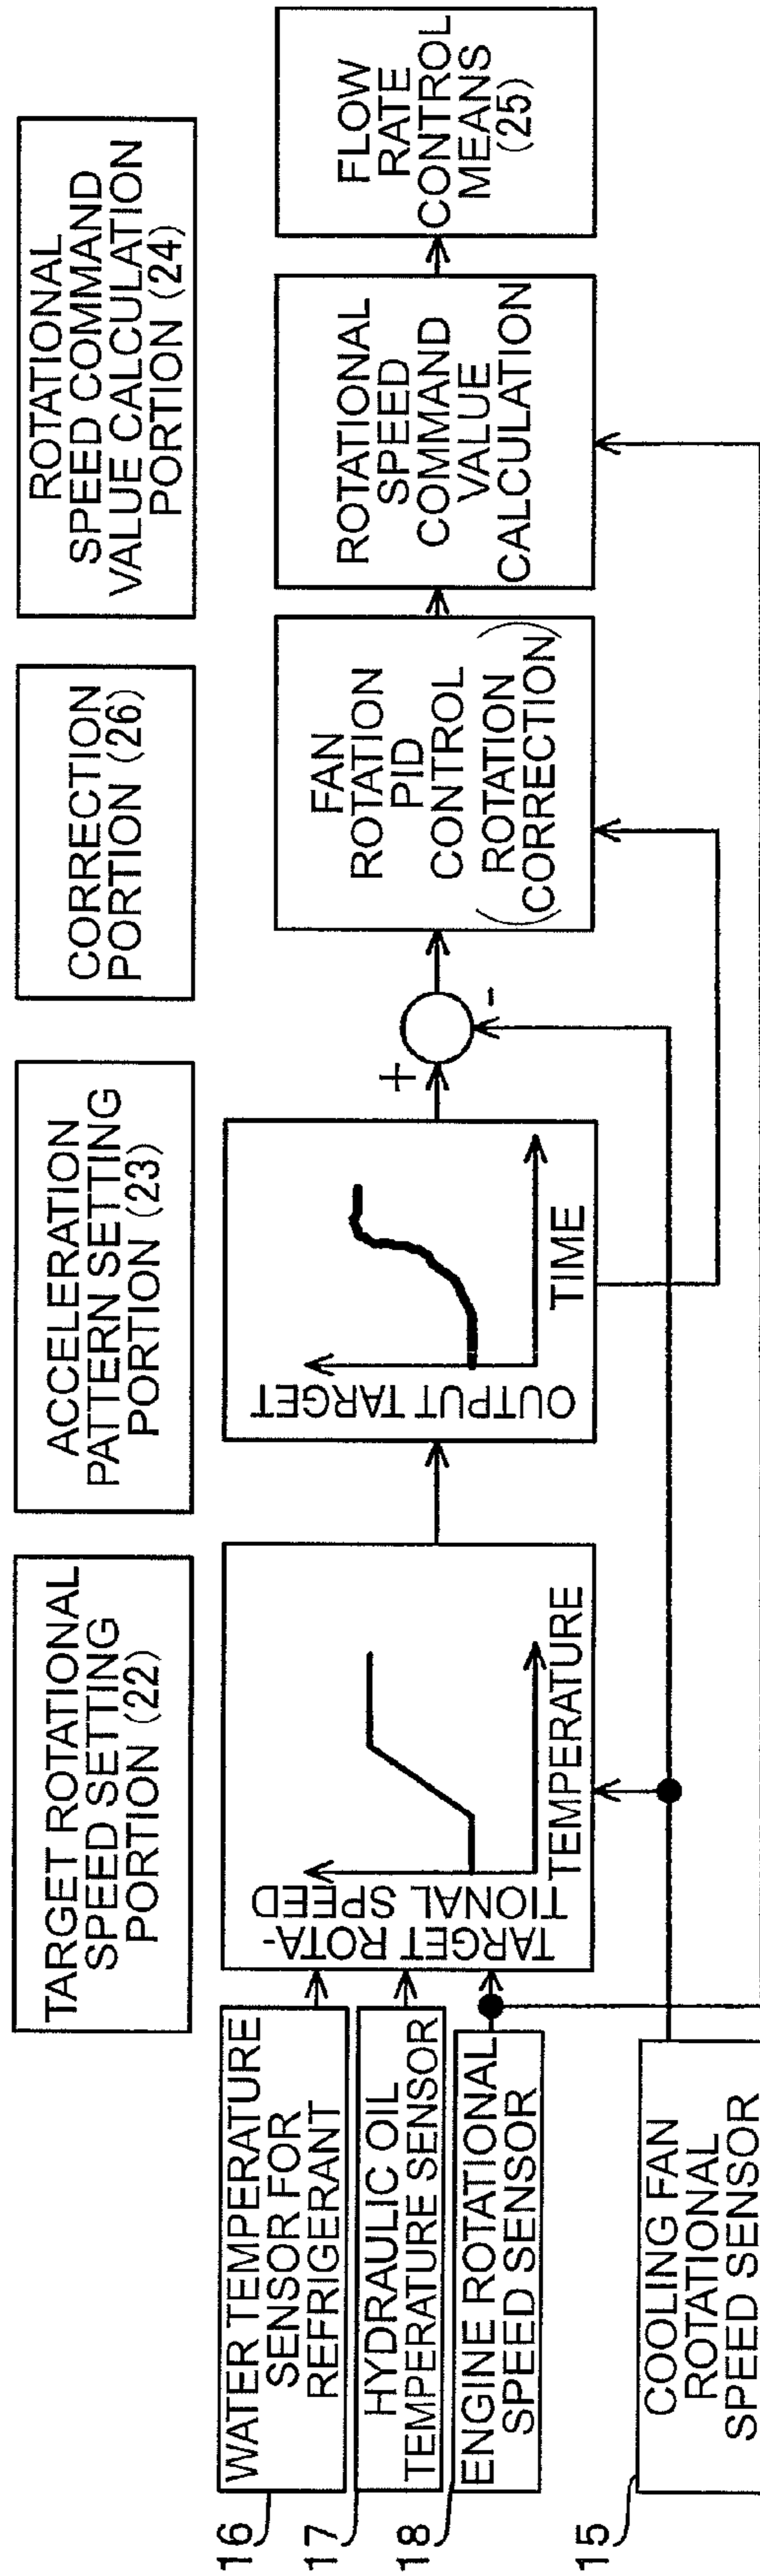 TARGET ROTATIONAL
SPEED SETTING
PORTION (22)
ACCELERATION
PATTERN SETTING
PORTION (23)
CORRECTION
PORTION (26)
ROTATIONAL
SPEED COMMAND
VALUE CALCULATION
PORTION (24)
16
WATER TEMPERATURE
SENSOR FOR
REFRIGERANT
17
HYDRAULIC OIL
TEMPERATURE SENSOR
18
ENGINE ROTATIONAL
SPEED SENSOR
15
COOLING FAN
ROTATIONAL
SPEED SENSOR
TARGET ROTA-
TIONAL SPEED
TEMPERATURE
OUTPUT TARGET
TIME
+
-
FAN
ROTATION
PID
CONTROL
(ROTATION
CORRECTION)
ROTATIONAL
SPEED
COMMAND
VALUE
CALCULATION
FLOW
RATE
CONTROL
MEANS
(25)